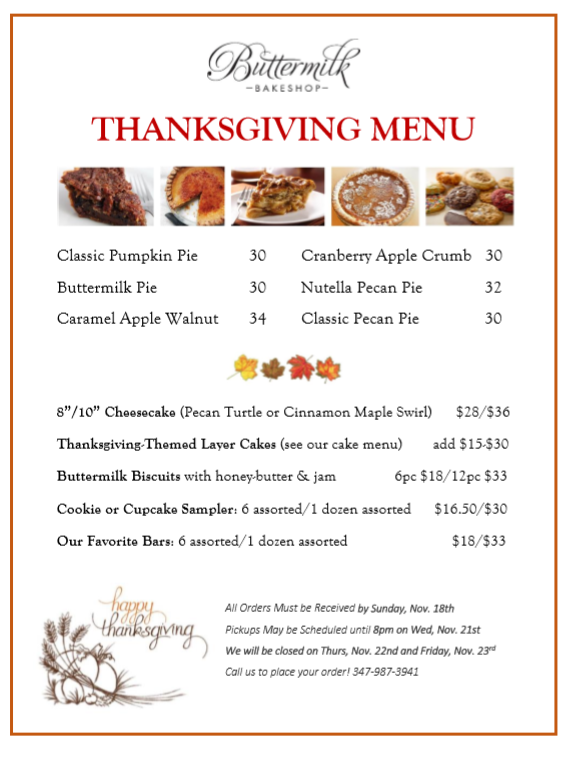 Buttermilk
-BAKESHOP-
THANKSGIVING MENU
Classic Pumpkin Pie 30 Cranberry Apple Crumb 30
Buttermilk Pie 30 Nutella Pecan Pie 32
Caramel Apple Walnut 34 Classic Pecan Pie 30
8"/10" Cheesecake (Pecan Turtle or Cinnamon Maple Swirl) $28/$36
Thanksgiving-Themed Layer Cakes (see our cake menu) add $15-$30
Buttermilk Biscuits with honey-butter & jam 6pc $18/12pc $33
Cookie or Cupcake Sampler: 6 assorted/1 dozen assorted $16.50/$30
Our Favorite Bars: 6 assorted/1 dozen assorted $18/$33
happy
thanksgiving
All Orders Must be Received by Sunday, Nov. 18th
Pickups May be Scheduled until 8pm on Wed, Nov. 21st
We will be closed on Thurs, Nov. 22nd and Friday, Nov. 23rd
Call us to place your order! 347-987-3941